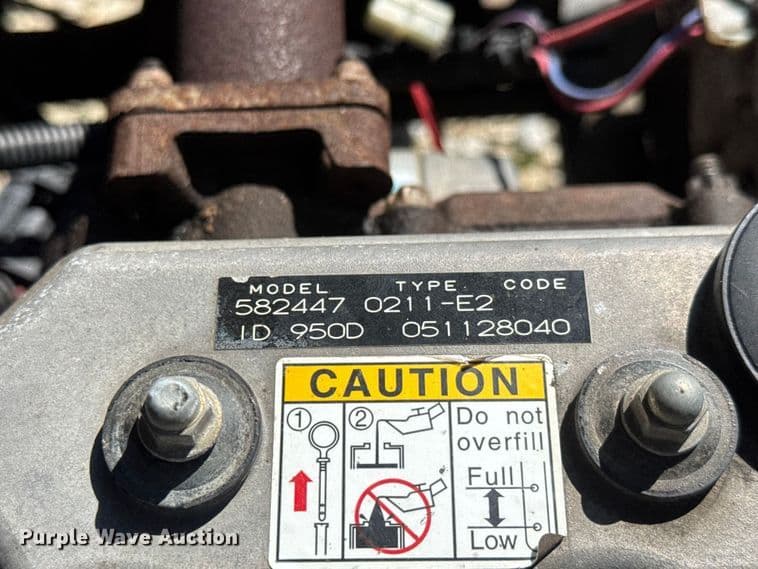 MODEL TYPE CODE
582447 0211-E2
ID 950D 051128040
CAUTION
1 2 Do not
overfill
Full
Low
Purple Wave Auction